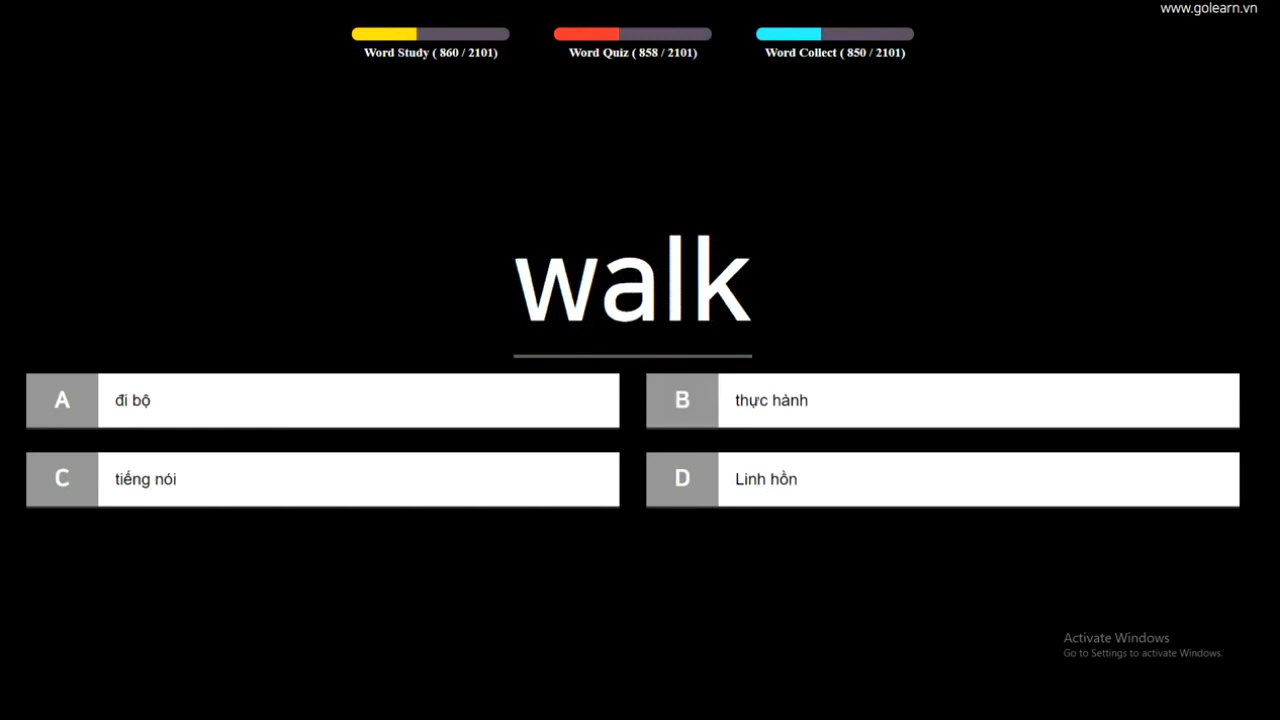 www.golearn.vn
Word Study ( 860 / 2101)
Word Quiz ( 858 / 2101)
Word Collect ( 850 / 2101)
walk
A đi bộ
B thực hành
C tiếng nói
D Linh hồn
Activate Windows
Go to Settings to activate Windows.